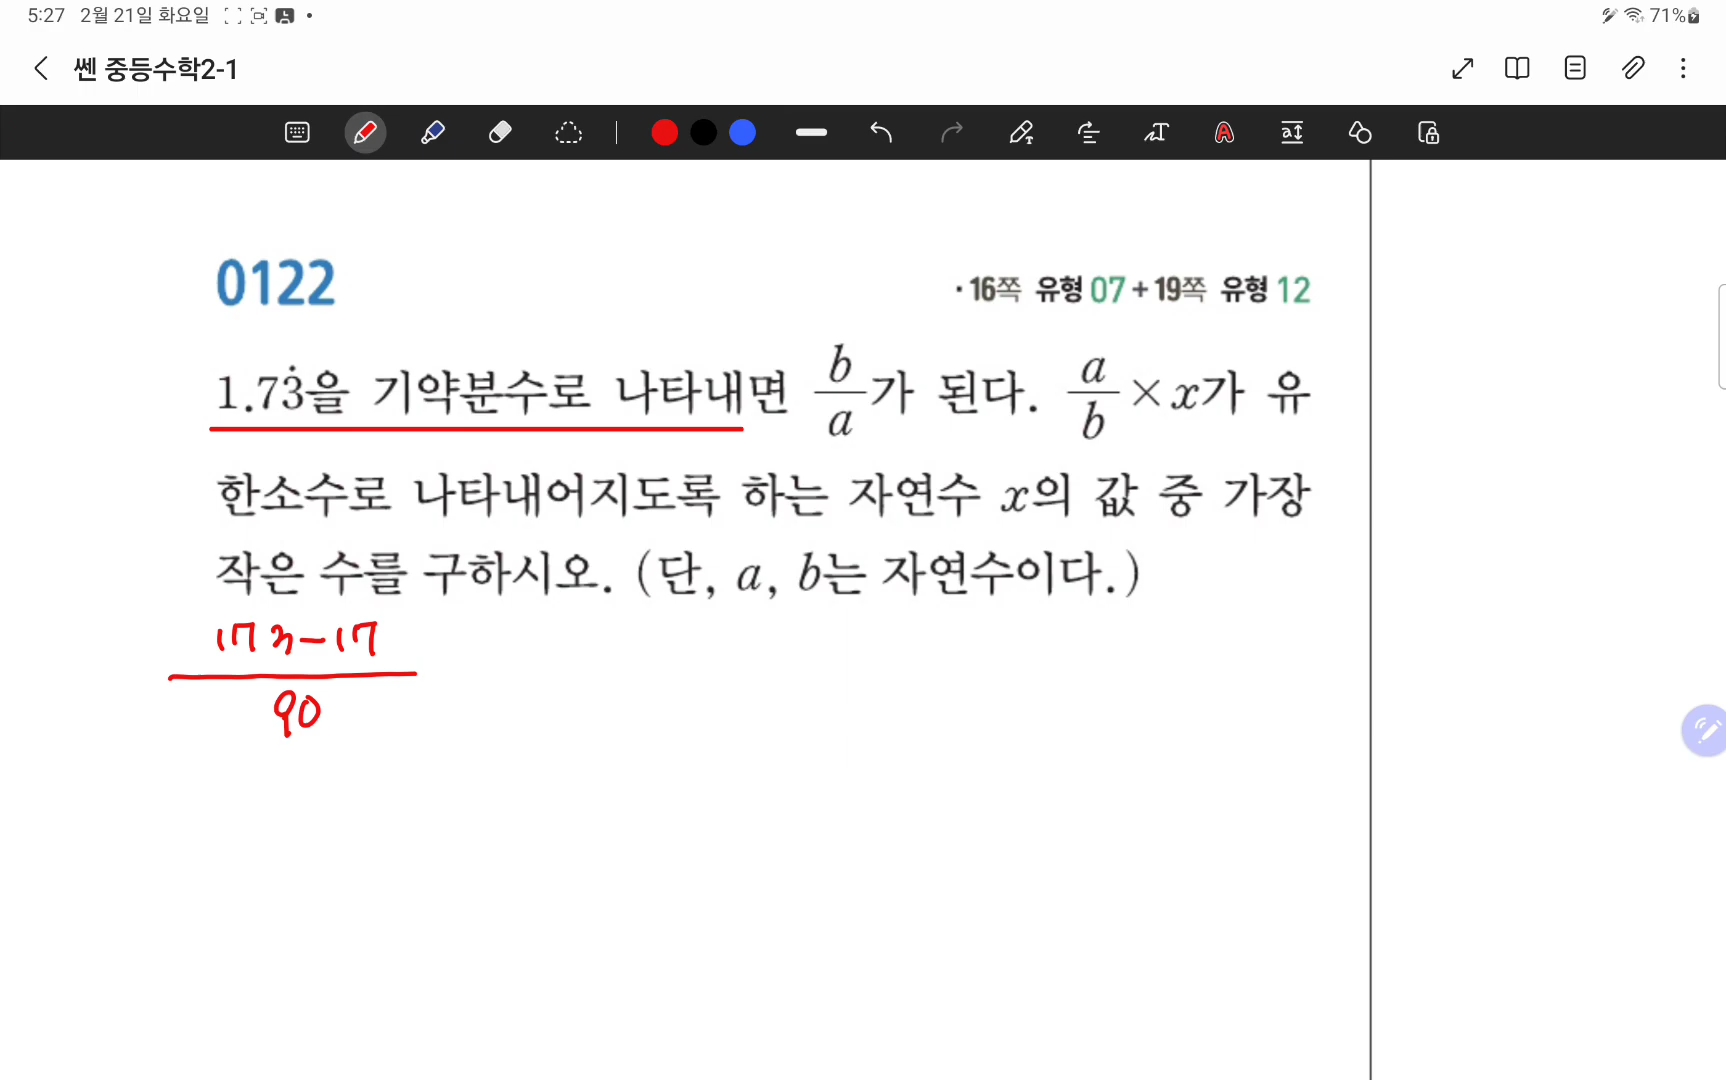 5:27 2월 21일 화요일 71%
쎈 중등수학2-1
0122
· 16쪽 유형 07 + 19쪽 유형 12
1.73̇을 기약분수로 나타내면 b/a가 된다. a/b × x가 유
한소수로 나타내어지도록 하는 자연수 x의 값 중 가장
작은 수를 구하시오. (단, a, b는 자연수이다.)
173-17
90